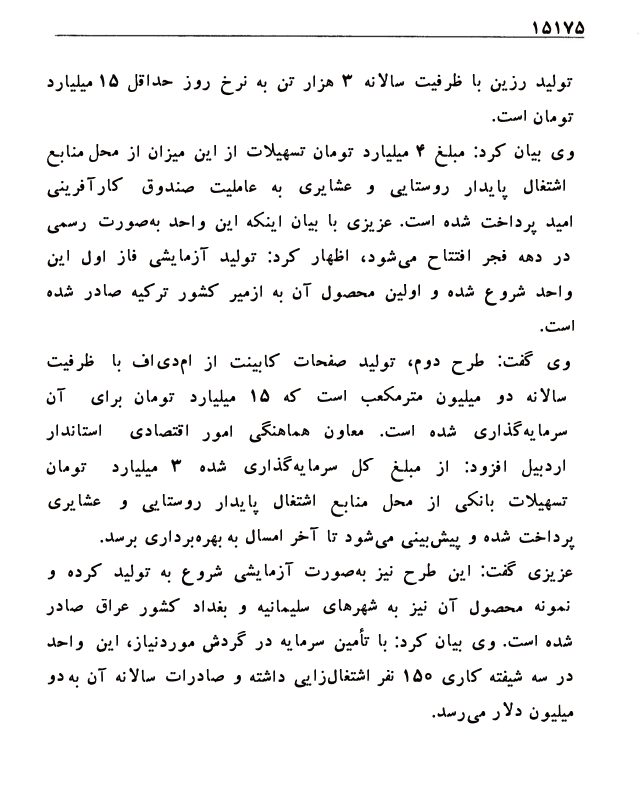 ۱۵۱۷۵
تولید رزین با ظرفیت سالانه ۳ هزار تن به نرخ روز حداقل ۱۵ میلیارد
تومان است.
وی بیان کرد: مبلغ ۴ میلیارد تومان تسهیلات از این میزان از محل منابع
اشتغال پایدار روستایی و عشایری به عاملیت صندوق کارآفرینی
امید پرداخت شده است. عزیزی با بیان اینکه این واحد به‌صورت رسمی
در دهه فجر افتتاح می‌شود، اظهار کرد: تولید آزمایشی فاز اول این
واحد شروع شده و اولین محصول آن به ازمیر کشور ترکیه صادر شده
است.
وی گفت: طرح دوم، تولید صفحات کابینت از ام‌دی‌اف با ظرفیت
سالانه دو میلیون مترمکعب است که ۱۵ میلیارد تومان برای آن
سرمایه‌گذاری شده است. معاون هماهنگی امور اقتصادی استاندار
اردبیل افزود: از مبلغ کل سرمایه‌گذاری شده ۳ میلیارد تومان
تسهیلات بانکی از محل منابع اشتغال پایدار روستایی و عشایری
پرداخت شده و پیش‌بینی می‌شود تا آخر امسال به بهره‌برداری برسد.
عزیزی گفت: این طرح نیز به‌صورت آزمایشی شروع به تولید کرده و
نمونه محصول آن نیز به شهرهای سلیمانیه و بغداد کشور عراق صادر
شده است. وی بیان کرد: با تأمین سرمایه در گردش موردنیاز، این واحد
در سه شیفته کاری ۱۵۰ نفر اشتغال‌زایی داشته و صادرات سالانه آن به دو
میلیون دلار می‌رسد.